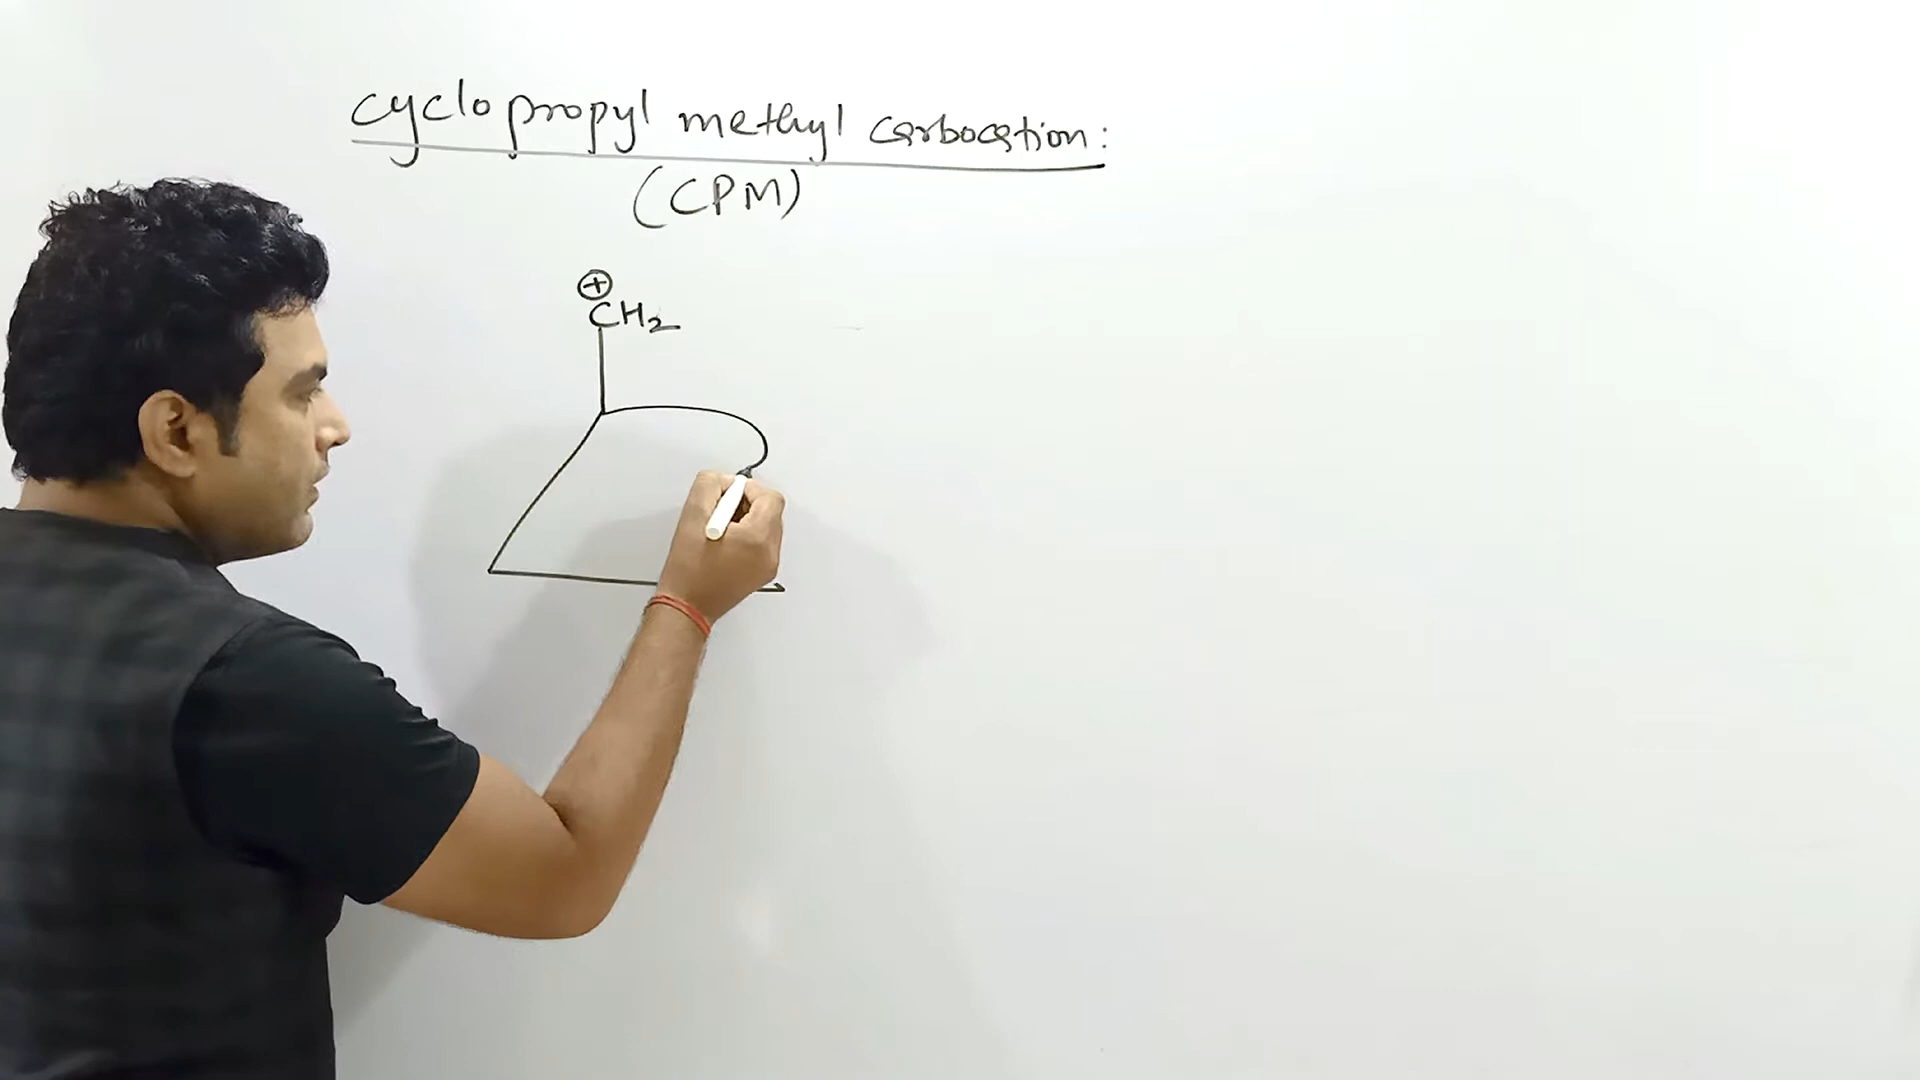 cyclopropyl methyl carbocation:
(CPM)
⊕
CH₂